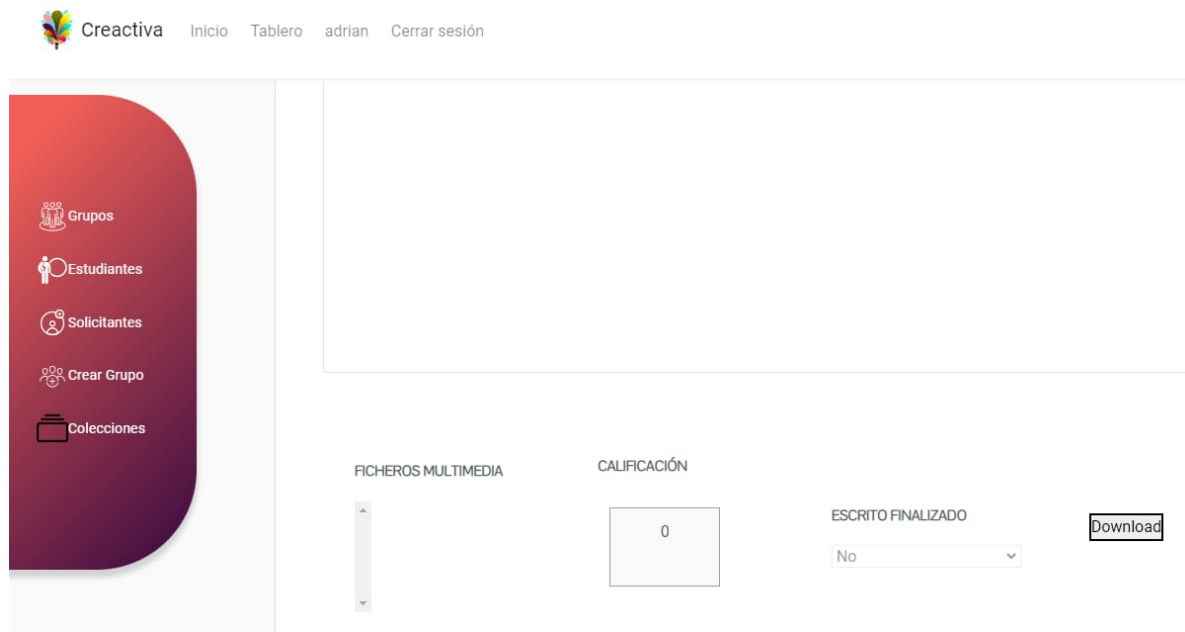 Creactiva Inicio Tablero adrian Cerrar sesión
Grupos
Estudiantes
Solicitantes
Crear Grupo
Colecciones
FICHEROS MULTIMEDIA
CALIFICACIÓN
0
ESCRITO FINALIZADO
No
Download